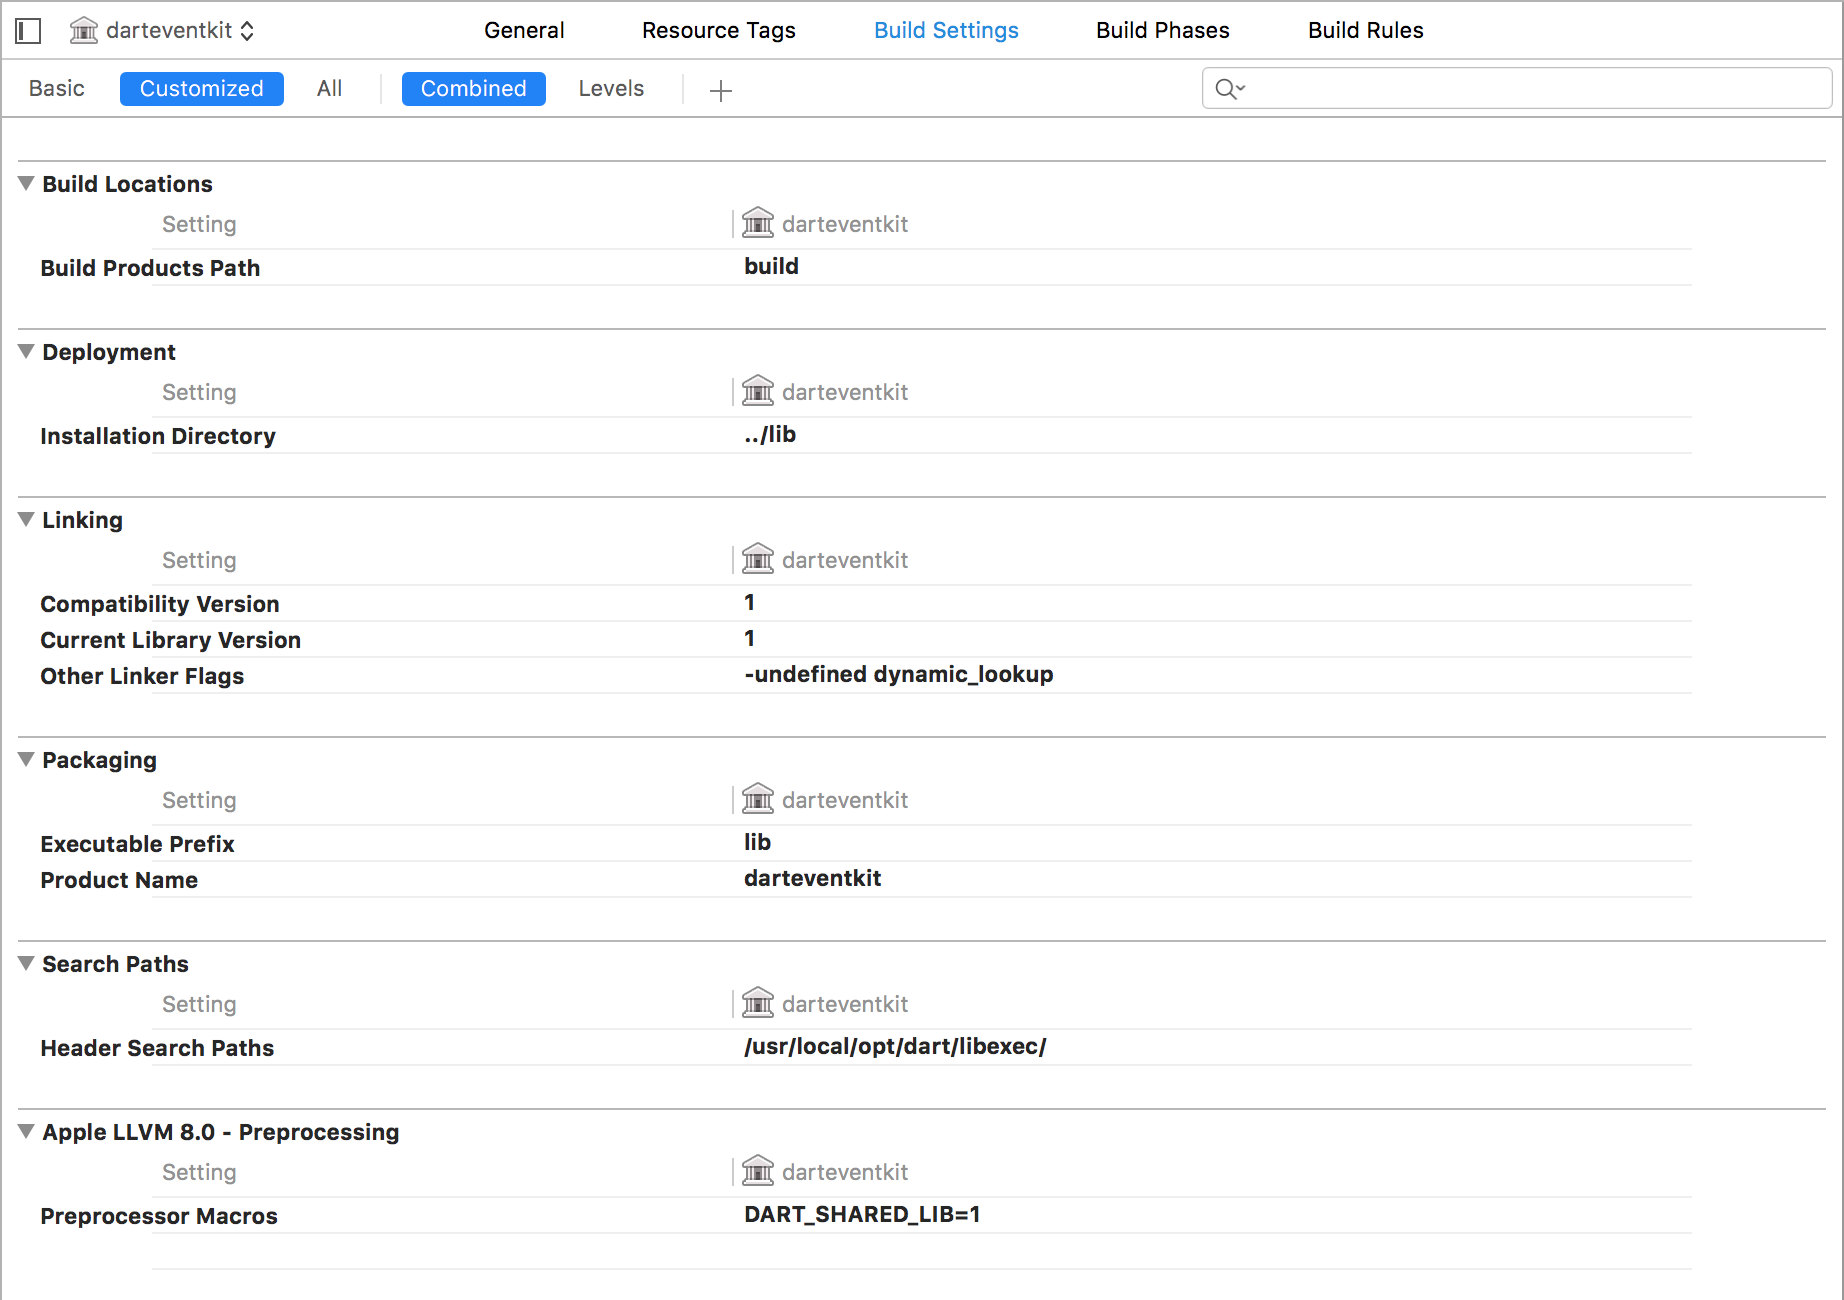 darteventkit General Resource Tags Build Settings Build Phases Build Rules
Basic Customized All Combined Levels
Build Locations
Setting darteventkit
Build Products Path build
Deployment
Setting darteventkit
Installation Directory ../lib
Linking
Setting darteventkit
Compatibility Version 1
Current Library Version 1
Other Linker Flags -undefined dynamic_lookup
Packaging
Setting darteventkit
Executable Prefix lib
Product Name darteventkit
Search Paths
Setting darteventkit
Header Search Paths /usr/local/opt/dart/libexec/
Apple LLVM 8.0 - Preprocessing
Setting darteventkit
Preprocessor Macros DART_SHARED_LIB=1